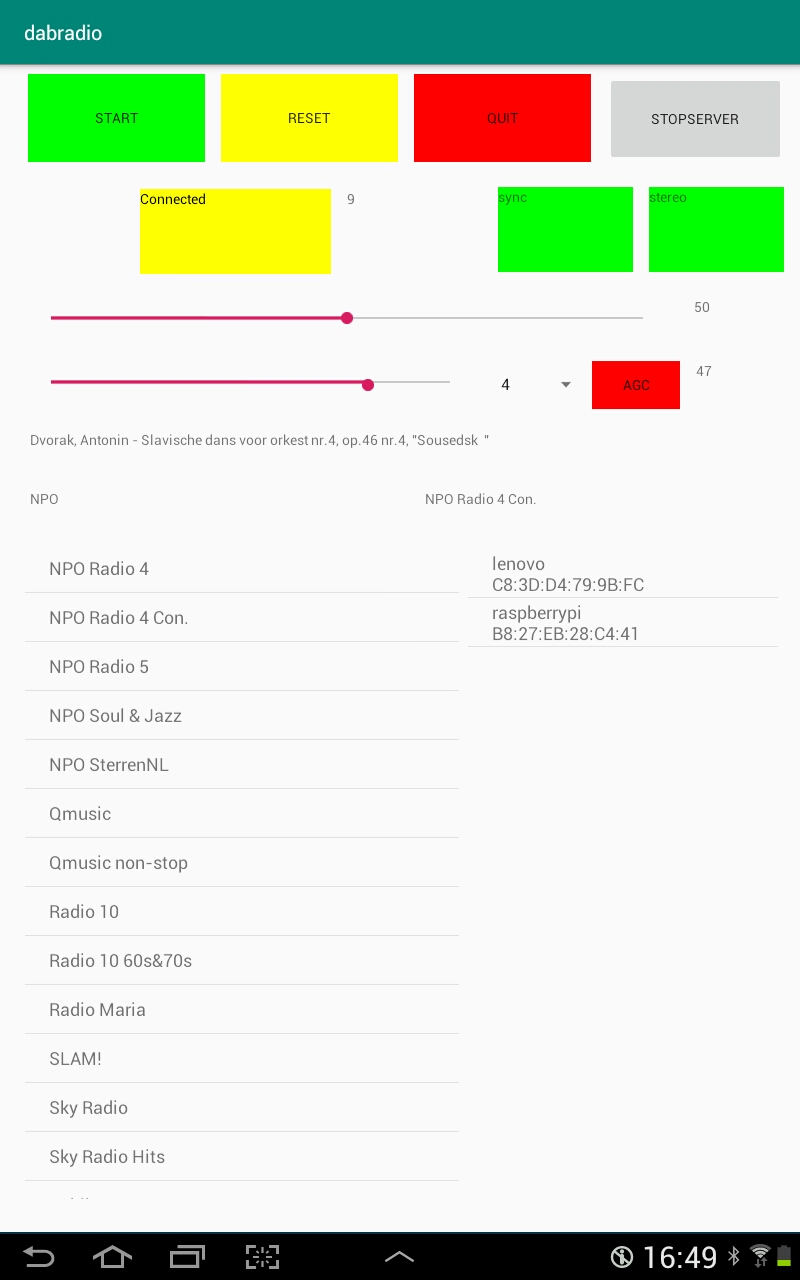 dabradio
START RESET QUIT STOPSERVER
Connected 9 sync stereo
50
4 AGC 47
Dvorak, Antonin - Slavische dans voor orkest nr.4, op.46 nr.4, "Sousedsk "
NPO NPO Radio 4 Con.
NPO Radio 4
NPO Radio 4 Con.
NPO Radio 5
NPO Soul & Jazz
NPO SterrenNL
Qmusic
Qmusic non-stop
Radio 10
Radio 10 60s&70s
Radio Maria
SLAM!
Sky Radio
Sky Radio Hits
lenovo
C8:3D:D4:79:9B:FC
raspberrypi
B8:27:EB:28:C4:41
16:49